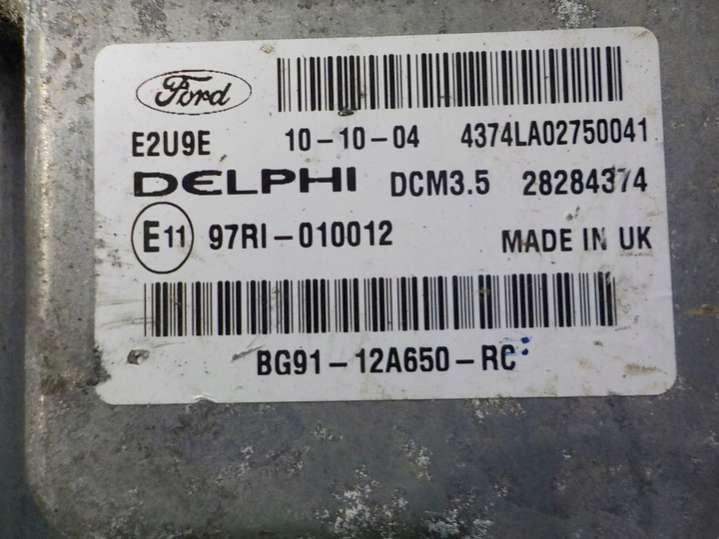 Ford
E2U9E 10-10-04 4374LA02750041
DELPHI DCM3.5 28284374
E11 97RI-010012 MADE IN UK
BG91-12A650-RC